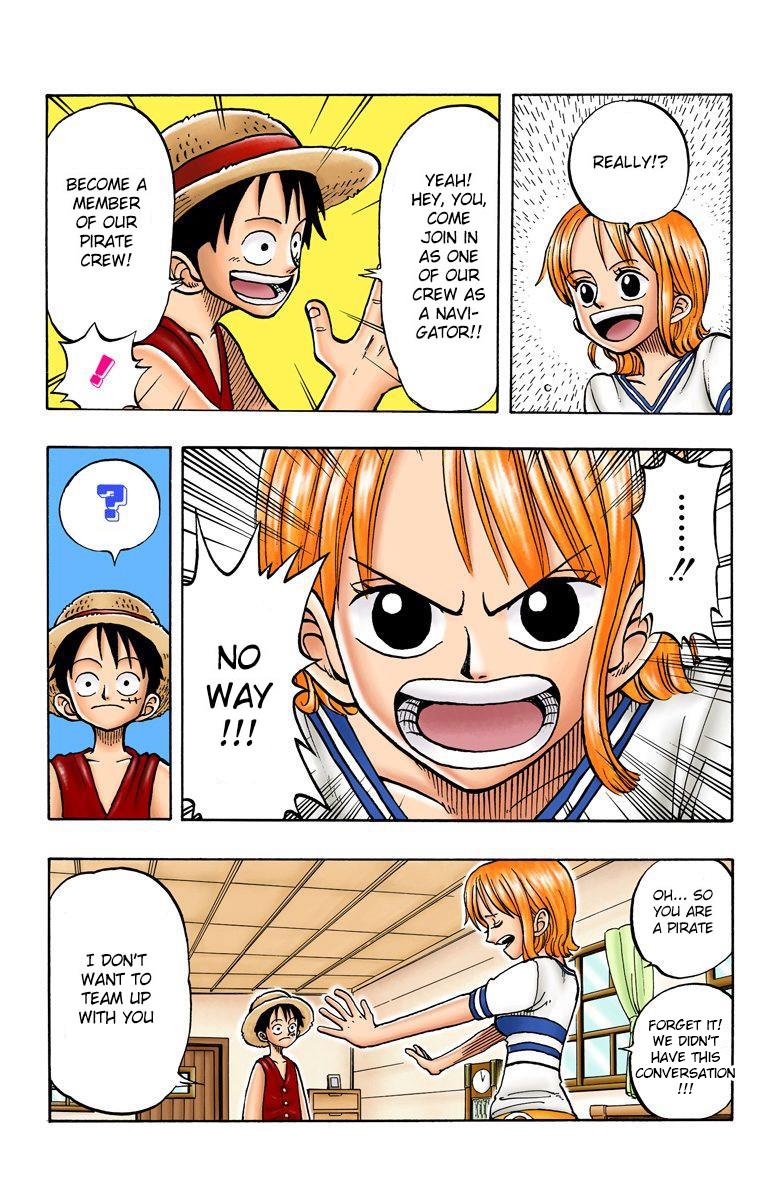 REALLY!?
YEAH!
HEY, YOU,
COME
JOIN IN
AS ONE
OF OUR
CREW AS
A NAVI-
GATOR!!
BECOME A
MEMBER
OF OUR
PIRATE
CREW!
!
......
!!
NO
WAY
!!!
?
OH... SO
YOU ARE
A PIRATE
FORGET IT!
WE DIDN'T
HAVE THIS
CONVERSATION
!!!
I DON'T
WANT TO
TEAM UP
WITH YOU